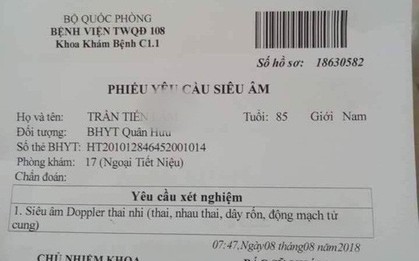 BỘ QUỐC PHÒNG
BỆNH VIỆN TWQĐ 108
Khoa Khám Bệnh C1.1
Số hồ sơ: 18630582
PHIẾU YÊU CẦU SIÊU ÂM
Họ và tên: TRẦN TIẾN Tuổi: 85 Giới Nam
Đối tượng: BHYT Quân Hưu
Số thẻ BHYT: HT201012846452001014
Phòng khám: 17 (Ngoại Tiết Niệu)
Chẩn đoán:
Yêu cầu xét nghiệm
1. Siêu âm Doppler thai nhi (thai, nhau thai, dây rốn, động mạch tử
cung)
07:47.Ngày08 tháng08 năm2018
CHỦ NHIỆM KHOA